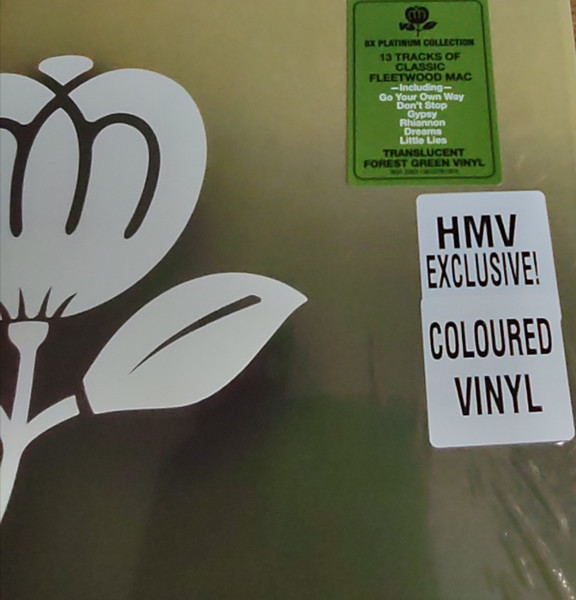 8X PLATINUM COLLECTION
13 TRACKS OF
CLASSIC
FLEETWOOD MAC
—Including—
Go Your Own Way
Don't Stop
Gypsy
Rhiannon
Dreams
Little Lies
TRANSLUCENT
FOREST GREEN VINYL
HMV
EXCLUSIVE!
COLOURED
VINYL